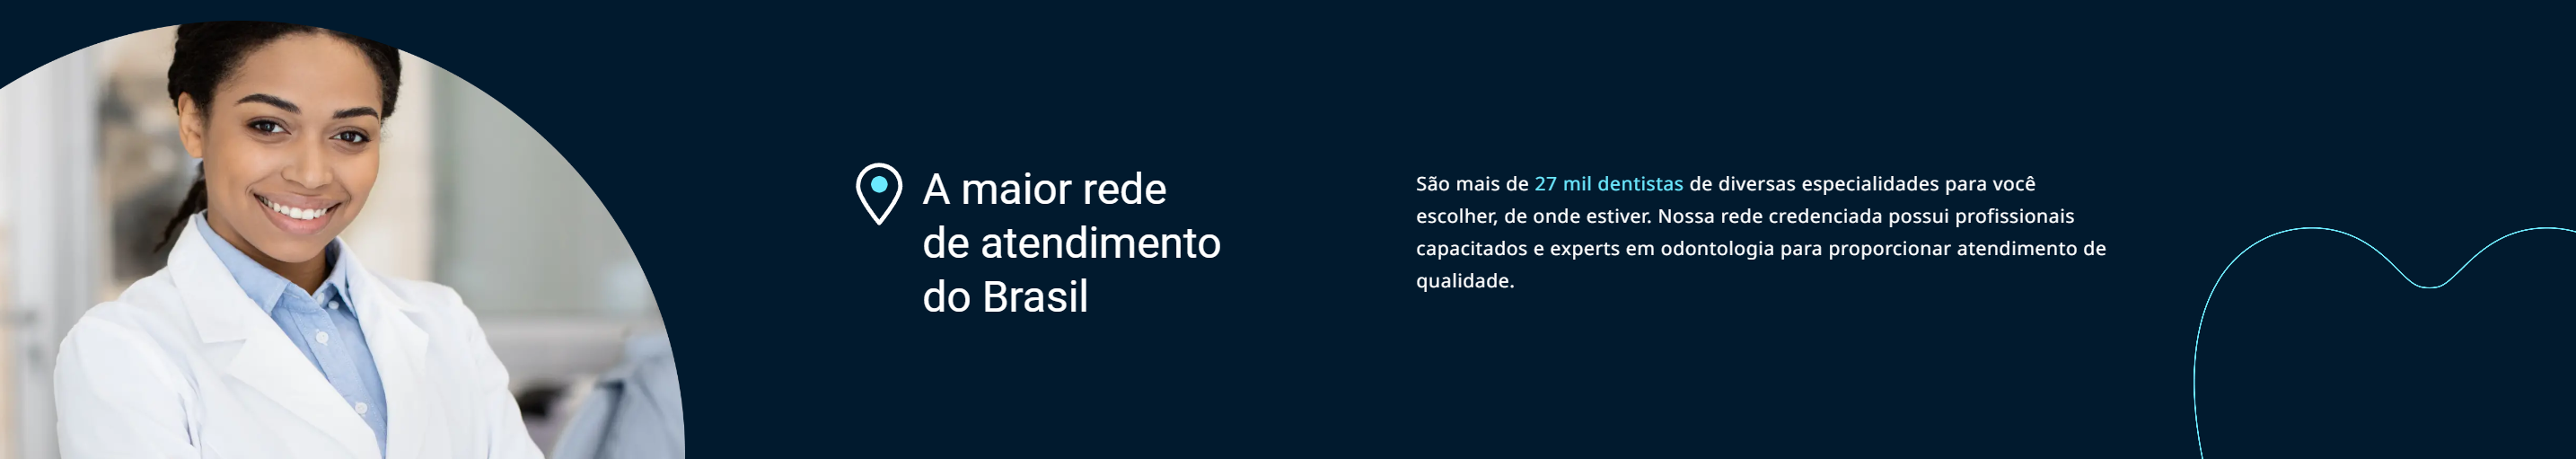 A maior rede
de atendimento
do Brasil
São mais de 27 mil dentistas de diversas especialidades para você
escolher, de onde estiver. Nossa rede credenciada possui profissionais
capacitados e experts em odontologia para proporcionar atendimento de
qualidade.